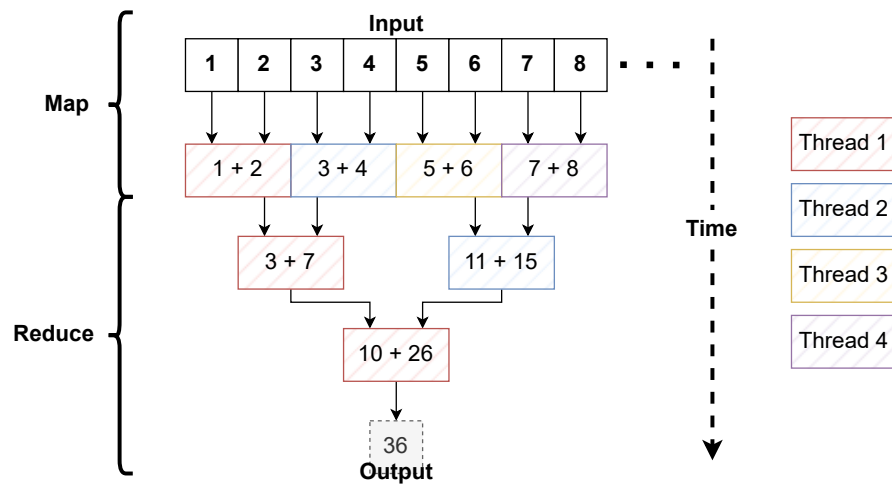 Input
1 2 3 4 5 6 7 8 ...
Map
1 + 2 3 + 4 5 + 6 7 + 8
Thread 1
Thread 2
Time
3 + 7 11 + 15
Thread 3
Reduce
Thread 4
10 + 26
36
Output